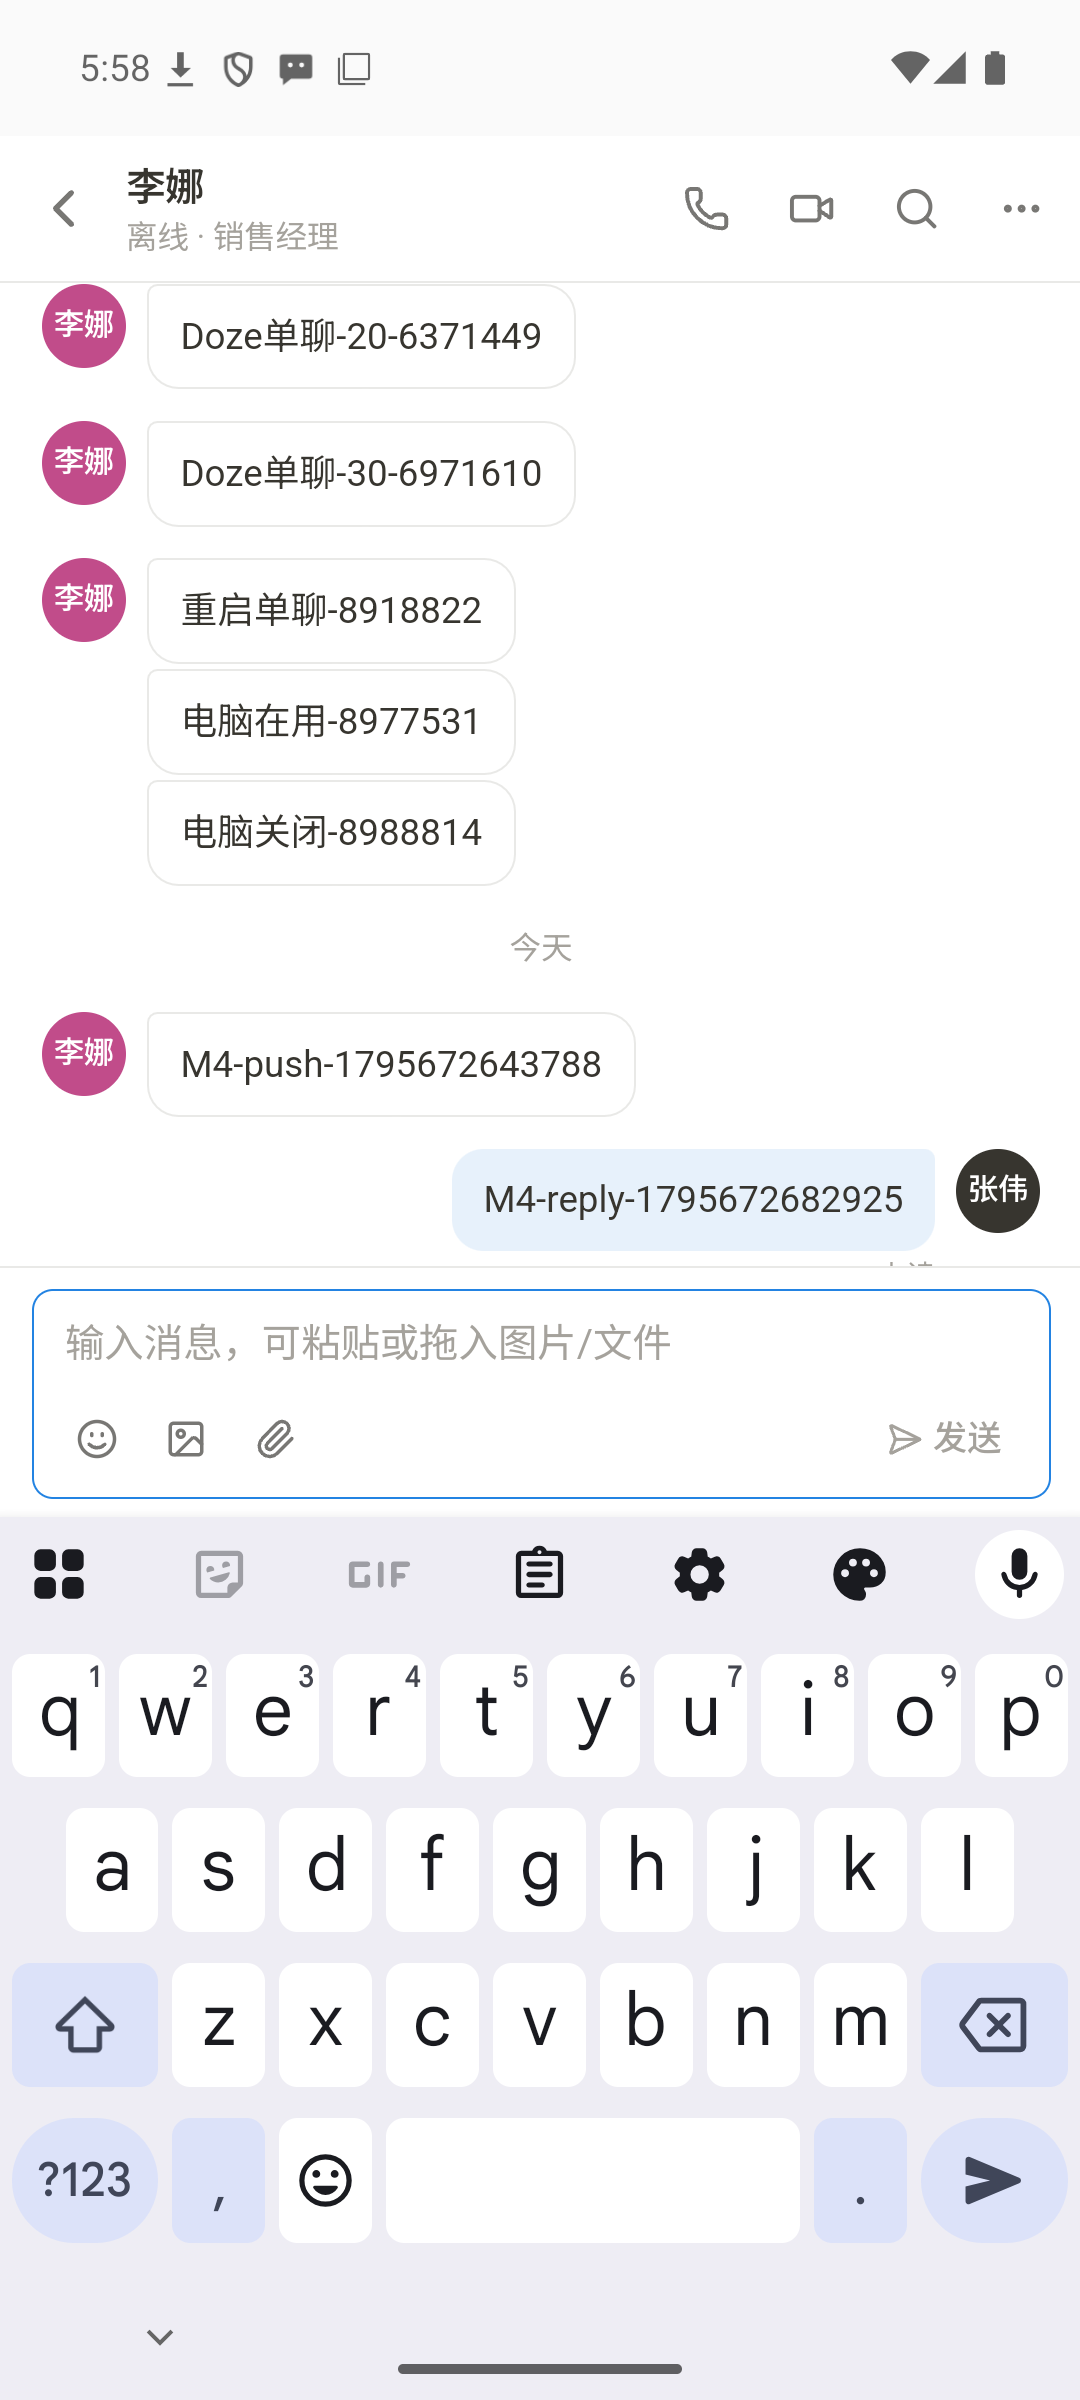 5:58
李娜
离线 · 销售经理
李娜
Doze单聊-20-6371449
李娜
Doze单聊-30-6971610
李娜
重启单聊-8918822
电脑在用-8977531
电脑关闭-8988814
今天
李娜
M4-push-1795672643788
M4-reply-1795672682925
张伟
输入消息，可粘贴或拖入图片/文件
发送
GIF
q1 w2 e3 r4 t5 y6 u7 i8 o9 p0
a s d f g h j k l
z x c v b n m
?123 , .